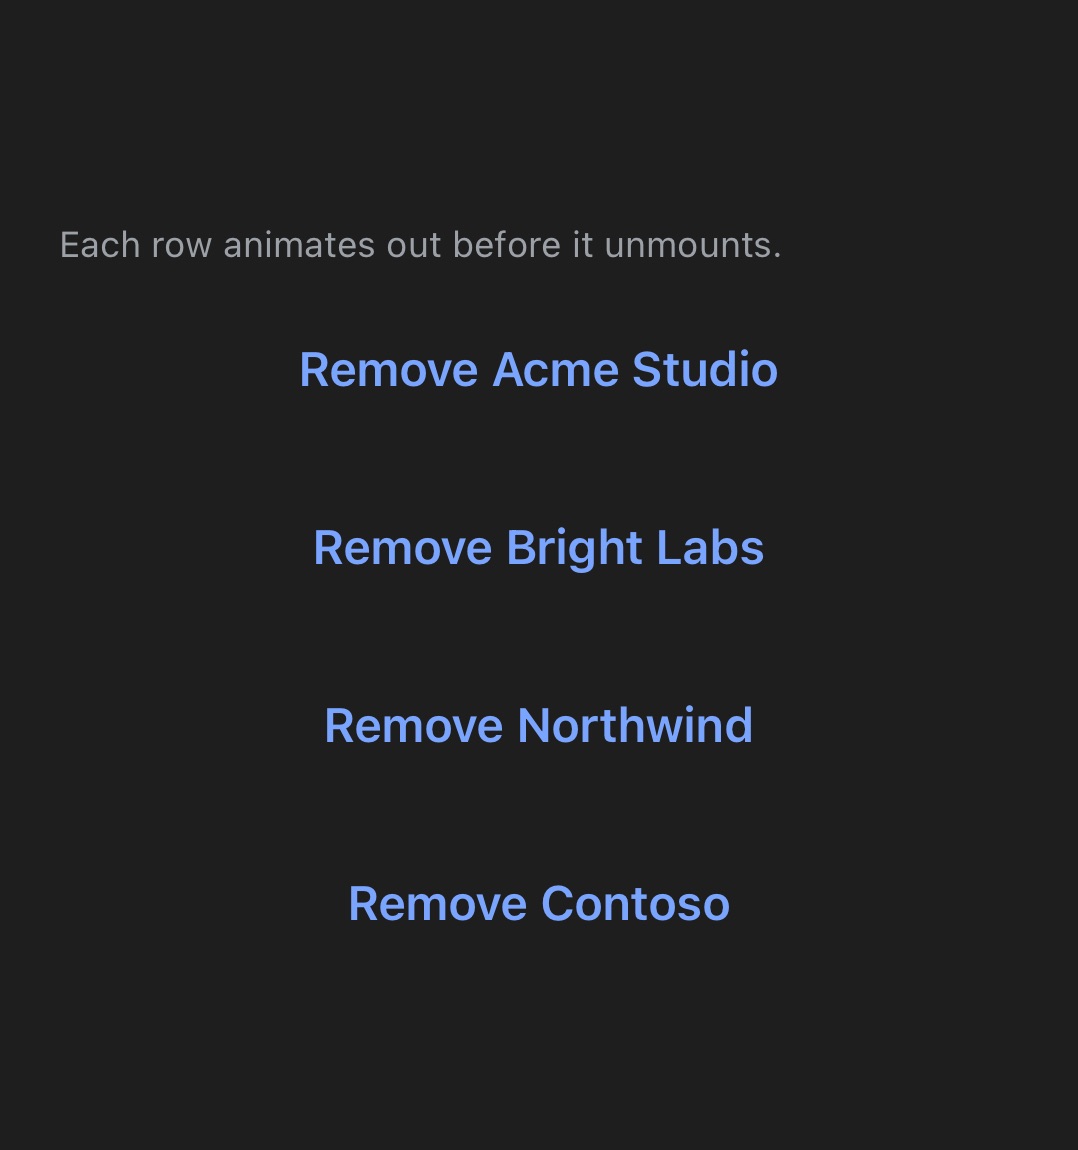 Each row animates out before it unmounts.
Remove Acme Studio
Remove Bright Labs
Remove Northwind
Remove Contoso